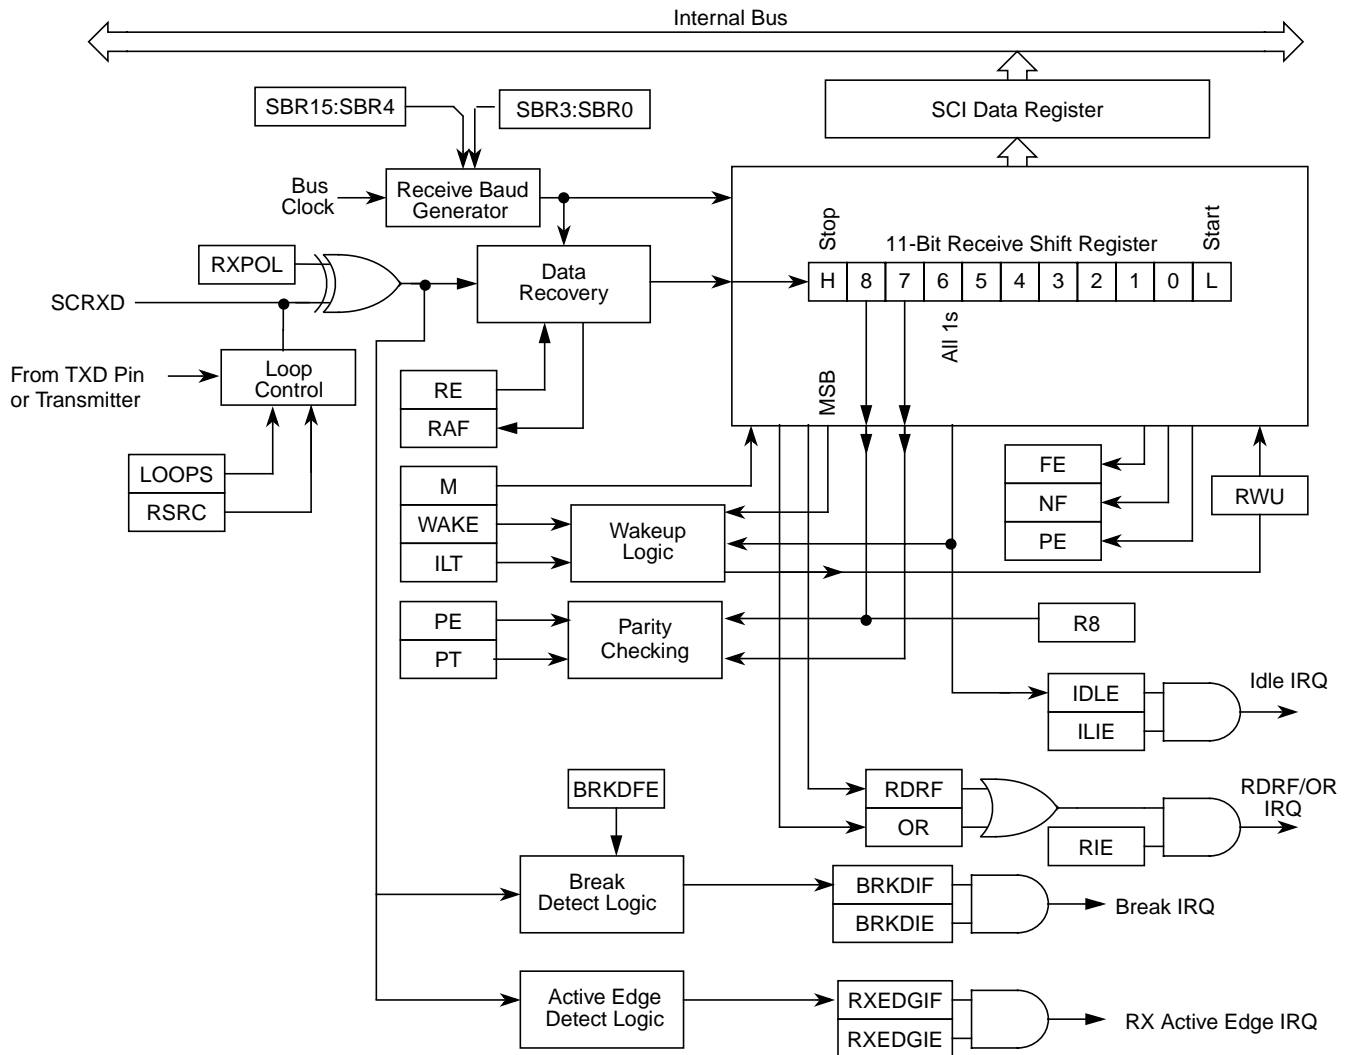 Internal Bus
SBR15:SBR4
SBR3:SBR0
SCI Data Register
Bus
Clock
Receive Baud
Generator
RXPOL
SCRXD
Data
Recovery
Stop
11-Bit Receive Shift Register
Start
H 8 7 6 5 4 3 2 1 0 L
All 1s
MSB
From TXD Pin
or Transmitter
Loop
Control
RE
RAF
LOOPS
RSRC
M
WAKE
ILT
Wakeup
Logic
FE
NF
PE
RWU
PE
PT
Parity
Checking
R8
IDLE
ILIE
Idle IRQ
BRKDFE
RDRF
OR
RIE
RDRF/OR
IRQ
Break
Detect Logic
BRKDIF
BRKDIE
Break IRQ
Active Edge
Detect Logic
RXEDGIF
RXEDGIE
RX Active Edge IRQ